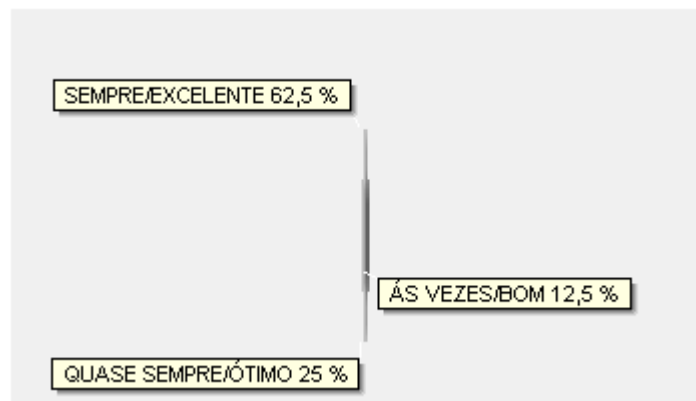 SEMPRE/EXCELENTE 62,5 %
ÁS VEZES/BOM 12,5 %
QUASE SEMPRE/ÓTIMO 25 %